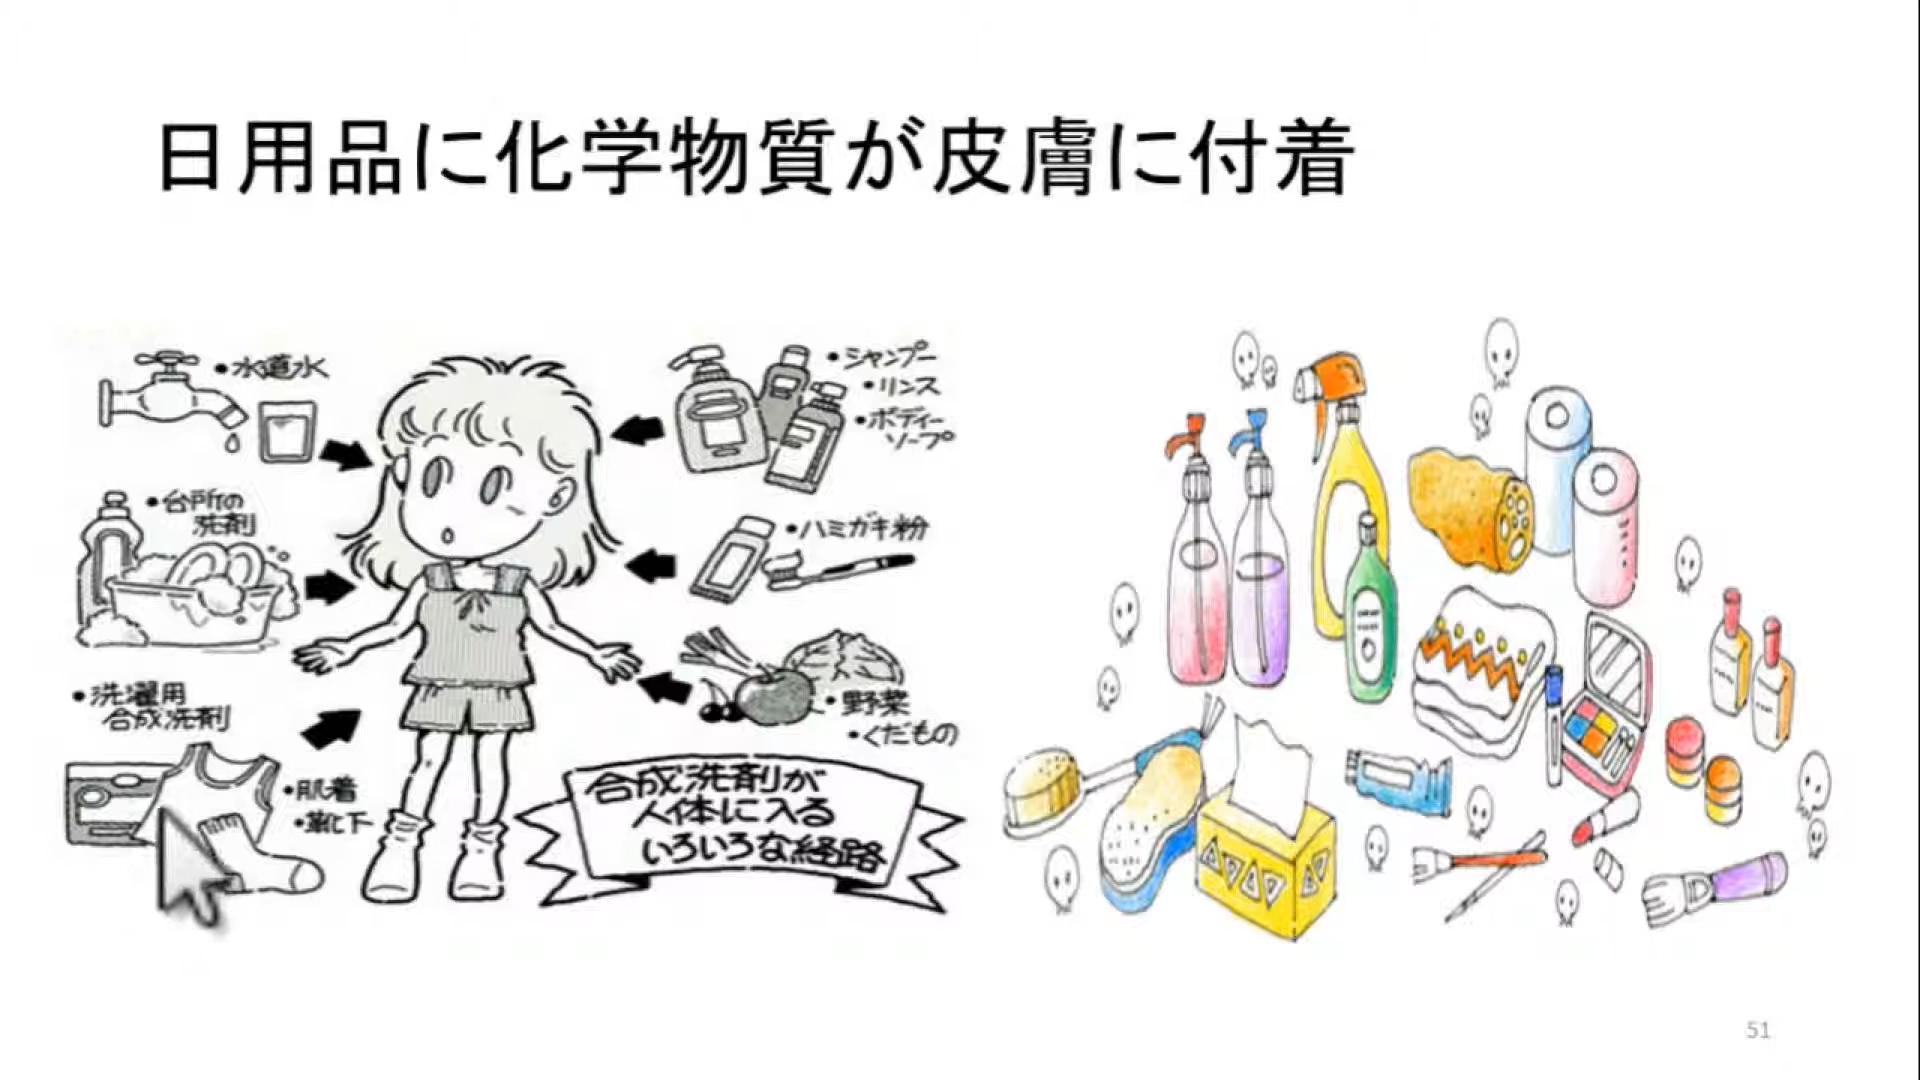 日用品に化学物質が皮膚に付着
・水道水
・シャンプー
・リンス
・ボディー
ソープ
・台所の
洗剤
・ハミガキ粉
・洗濯用
合成洗剤
・野菜
・くだもの
・肌着
・靴下
合成洗剤が
人体に入る
いろいろな経路
51